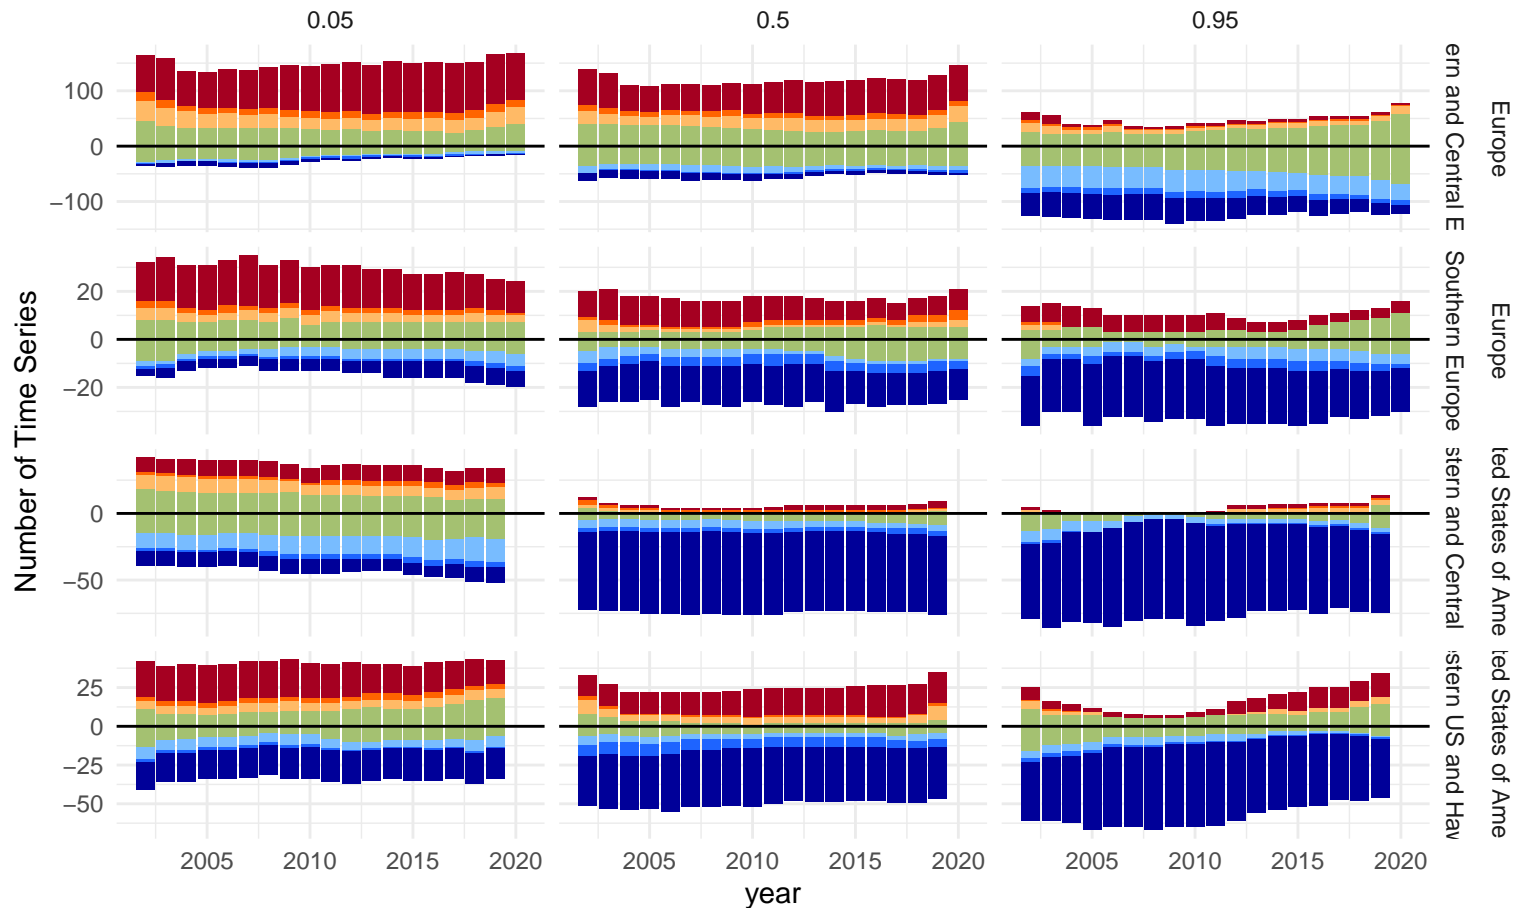 0.05 0.5 0.95
100
0
−100
ern and Central E
Europe
20
0
−20
Southern Europe
Europe
0
−50
stern and Central
ted States of Ame
25
0
−25
−50
stern US and Hav
ted States of Ame
Number of Time Series
2005 2010 2015 2020 2005 2010 2015 2020 2005 2010 2015 2020
year